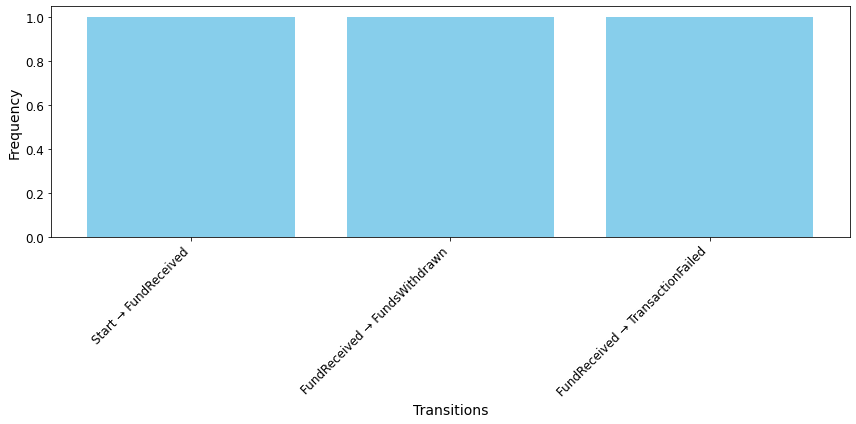 1.0
0.8
0.6
0.4
0.2
0.0
Frequency
Start → FundReceived
FundReceived → FundsWithdrawn
FundReceived → TransactionFailed
Transitions